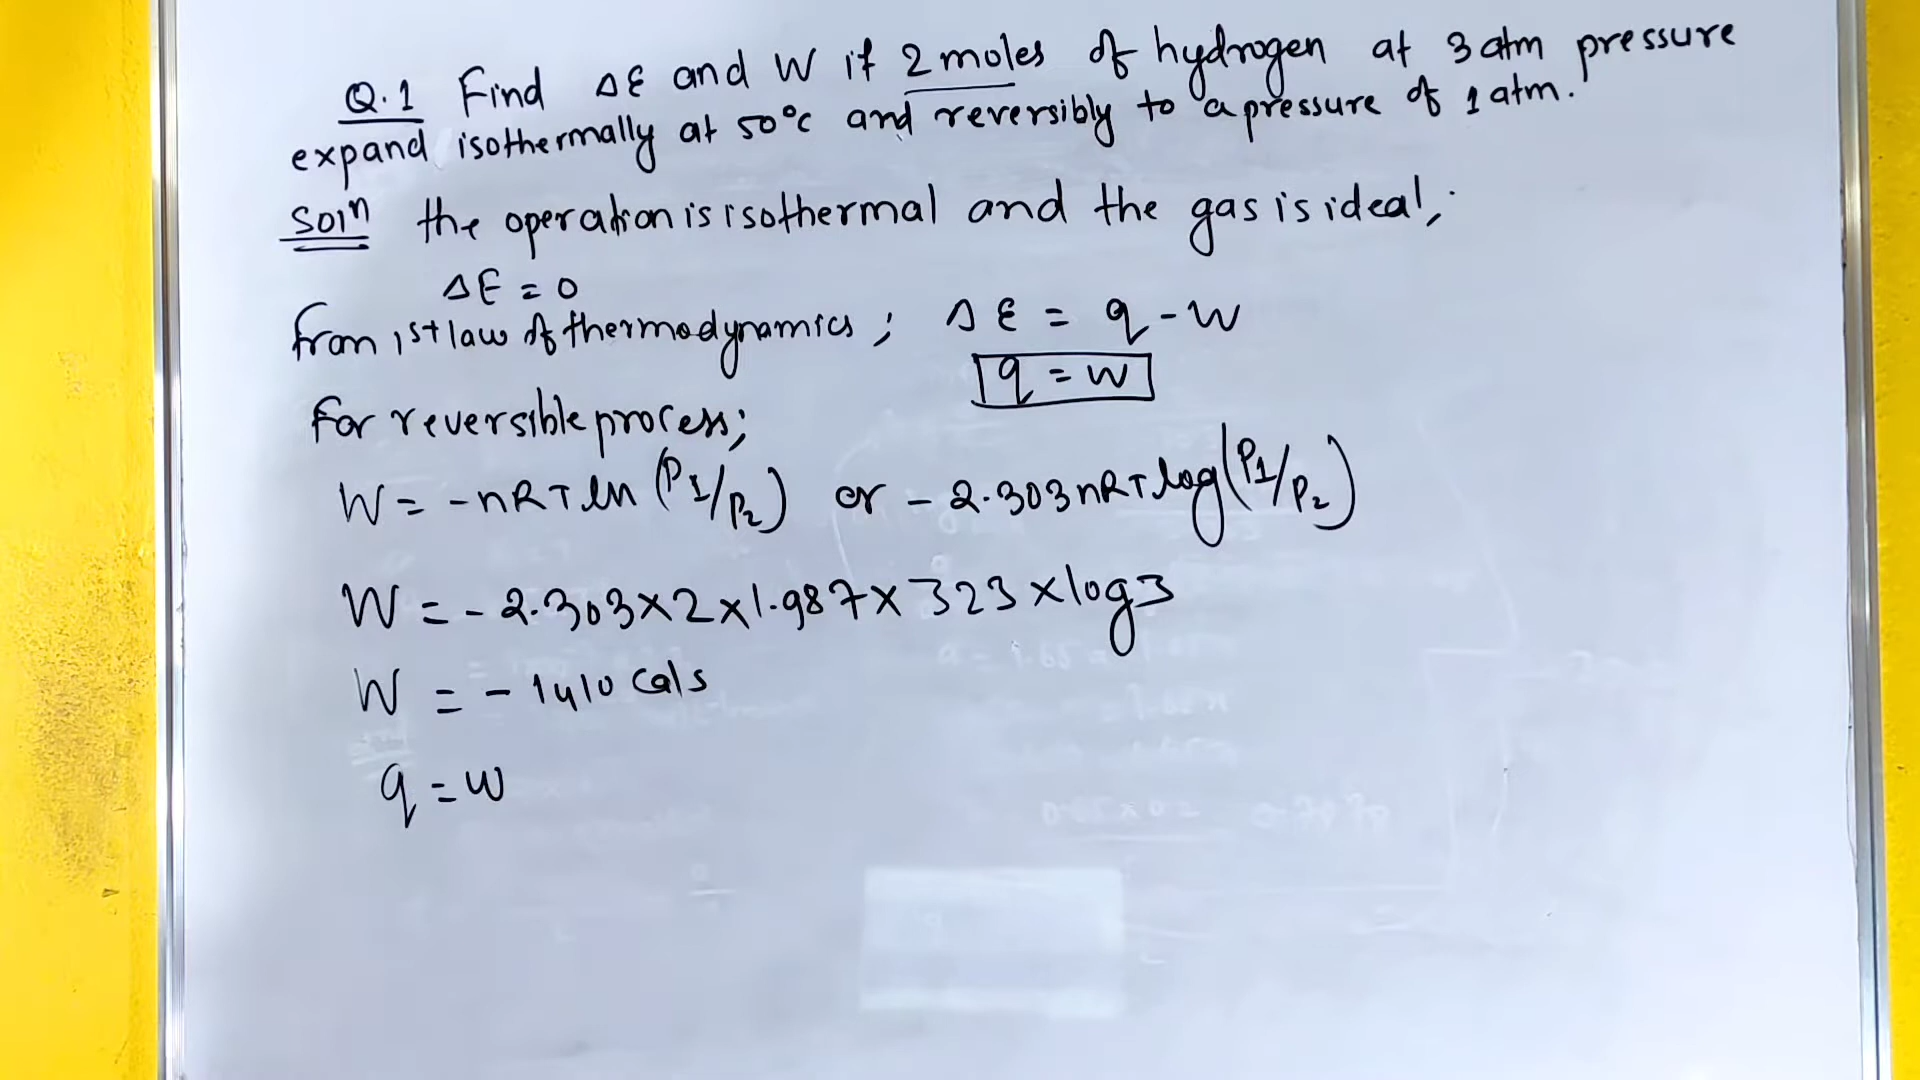 Q.1 Find ΔE and W if 2 moles of hydrogen at 3 atm pressure
expand isothermally at 50°C and reversibly to a pressure of 1 atm.
Solⁿ the operation is isothermal and the gas is ideal,
ΔE = 0
from 1st law of thermodynamics ; ΔE = q - W
q = W
for reversible process;
W = -nRT ln (P1/P2) or - 2.303 nRT log (P1/P2)
W = - 2.303 × 2 × 1.987 × 323 × log 3
W = - 1410 cals
q = W